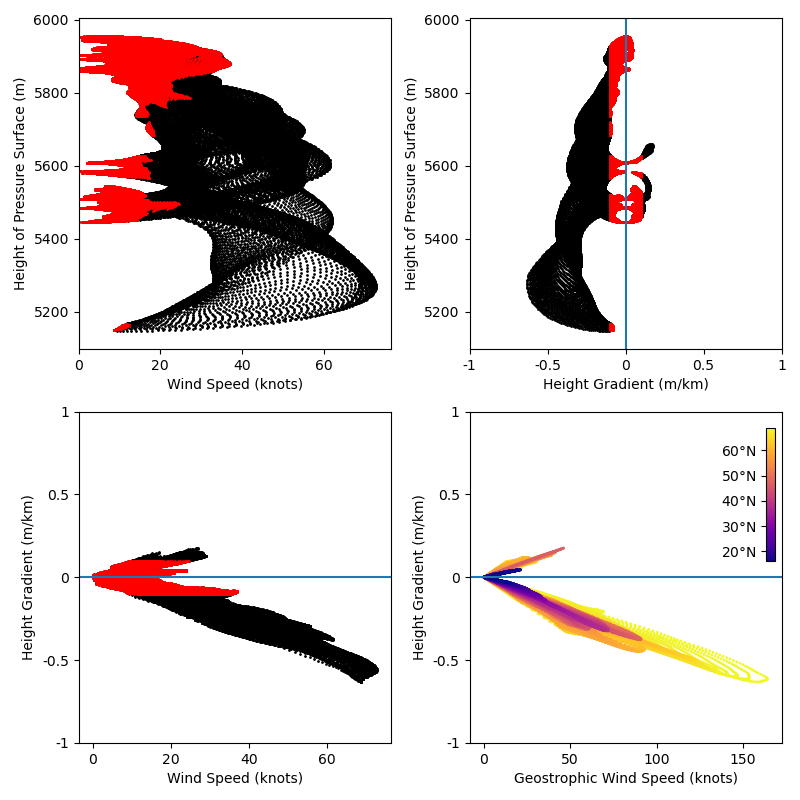 6000
5800
5600
5400
5200
Height of Pressure Surface (m)
0
20
40
60
Wind Speed (knots)
6000
5800
5600
5400
5200
Height of Pressure Surface (m)
-1
-0.5
0
0.5
1
Height Gradient (m/km)
1
0.5
0
-0.5
-1
Height Gradient (m/km)
0
20
40
60
Wind Speed (knots)
1
0.5
0
-0.5
-1
Height Gradient (m/km)
60°N
50°N
40°N
30°N
20°N
0
50
100
150
Geostrophic Wind Speed (knots)